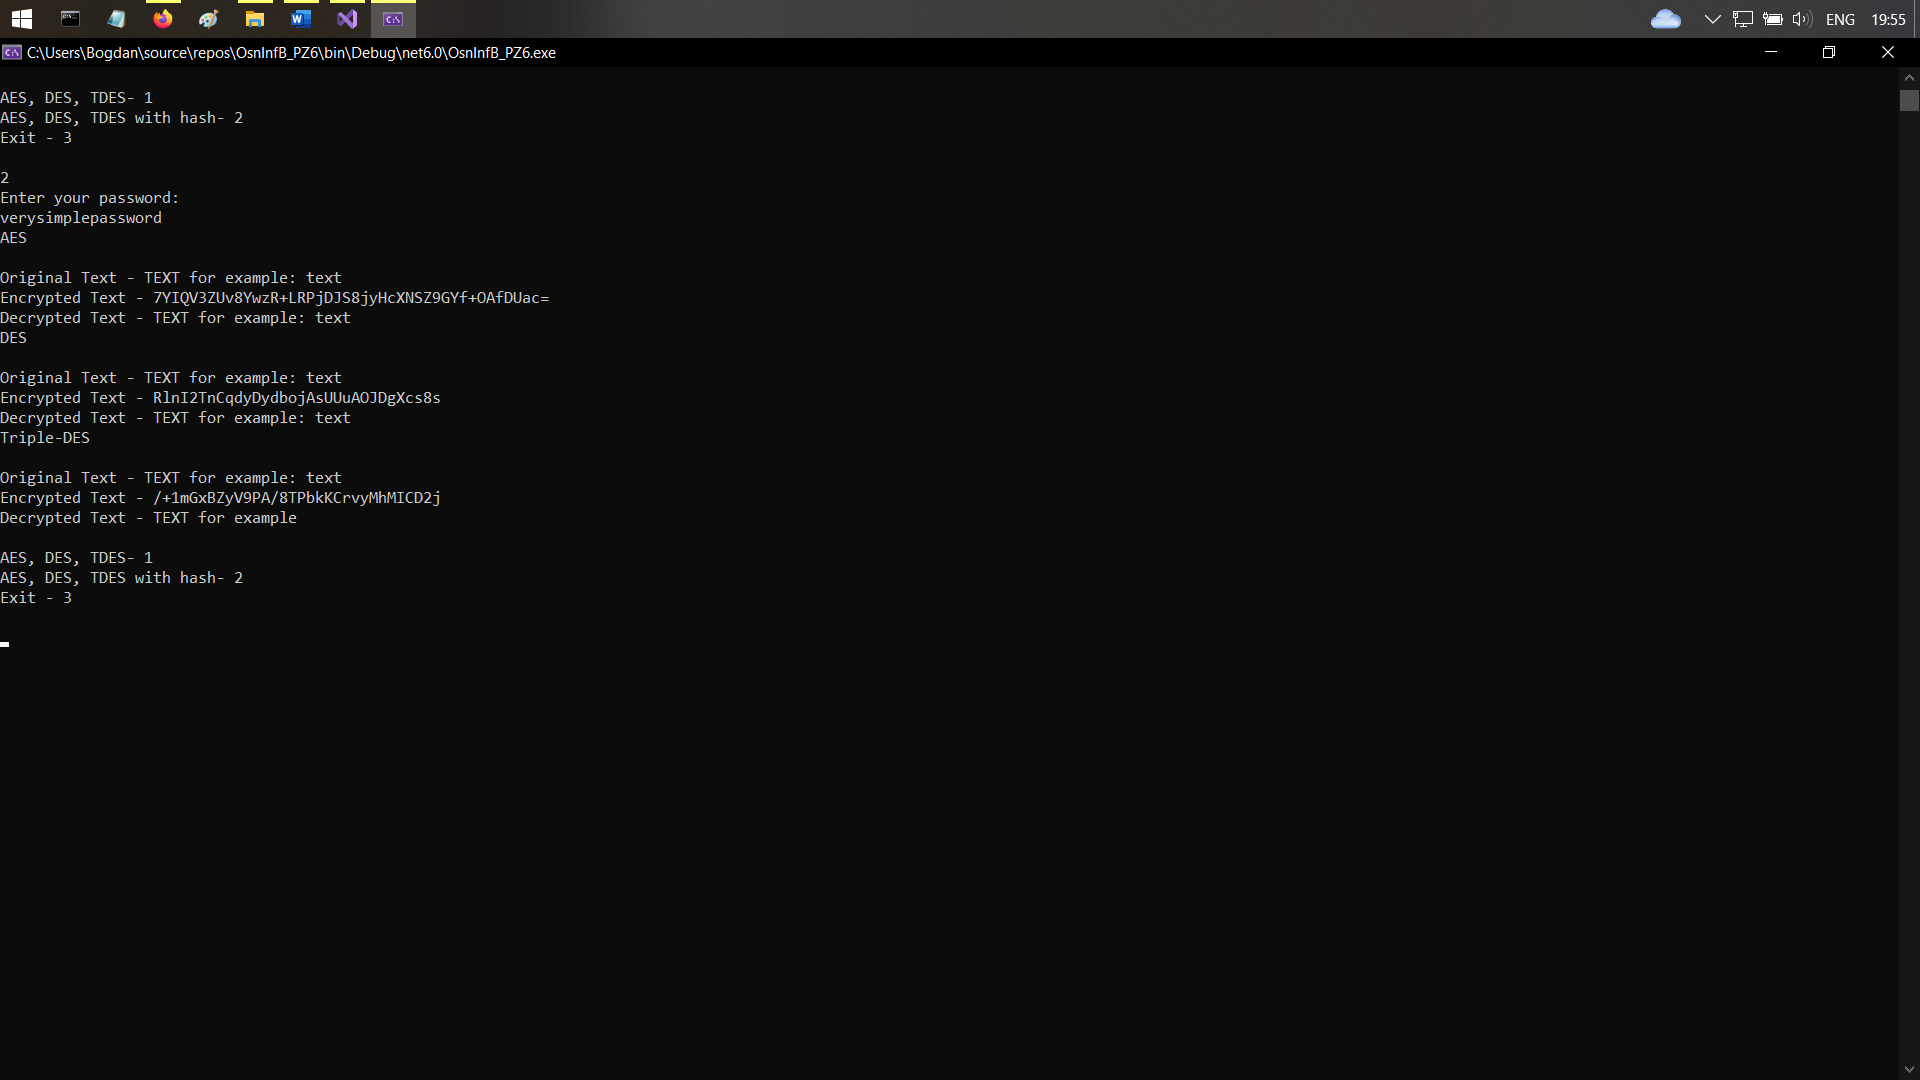 ENG 19:55
C:\Users\Bogdan\source\repos\OsnInfB_PZ6\bin\Debug\net6.0\OsnInfB_PZ6.exe
AES, DES, TDES- 1
AES, DES, TDES with hash- 2
Exit - 3
2
Enter your password:
verysimplepassword
AES
Original Text - TEXT for example: text
Encrypted Text - 7YIQV3ZUv8YwzR+LRPjDJS8jyHcXNSZ9GYf+OAfDUac=
Decrypted Text - TEXT for example: text
DES
Original Text - TEXT for example: text
Encrypted Text - RlnI2TnCqdyDydbojAsUUuAOJDgXcs8s
Decrypted Text - TEXT for example: text
Triple-DES
Original Text - TEXT for example: text
Encrypted Text - /+1mGxBZyV9PA/8TPbkKCrvyMhMICD2j
Decrypted Text - TEXT for example
AES, DES, TDES- 1
AES, DES, TDES with hash- 2
Exit - 3